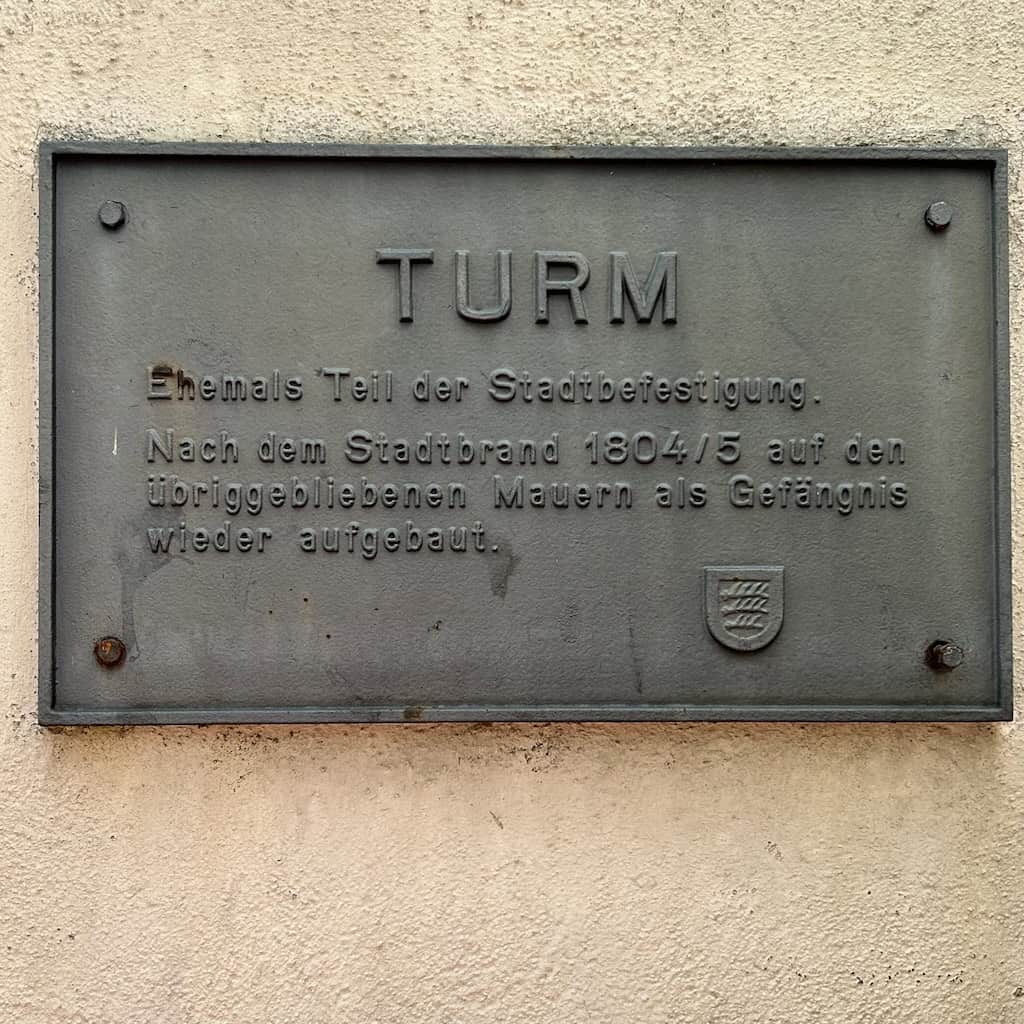 TURM
Ehemals Teil der Stadtbefestigung.
Nach dem Stadtbrand 1804/5 auf den
übriggebliebenen Mauern als Gefängnis
wieder aufgebaut.